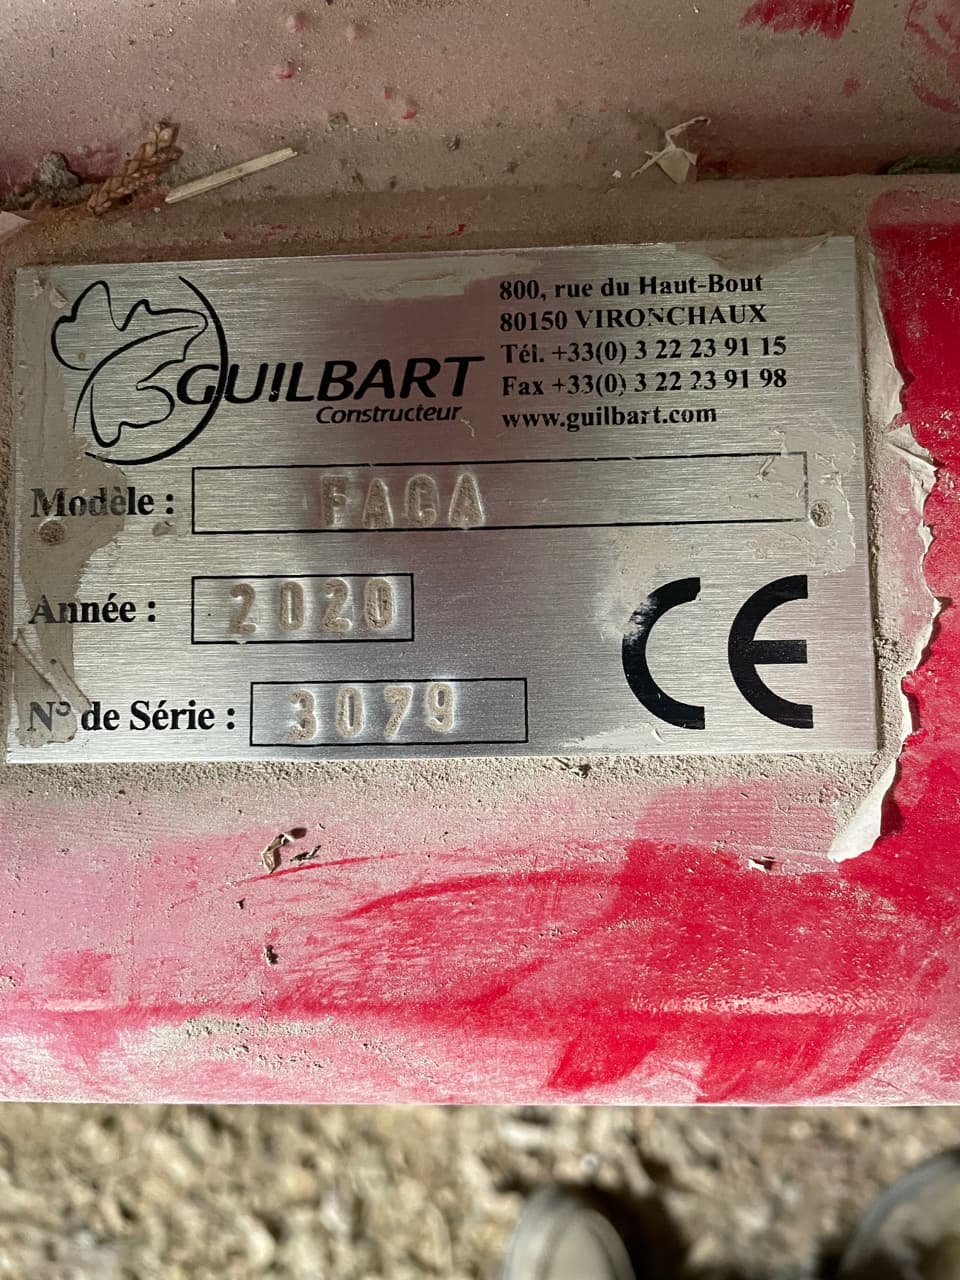 800, rue du Haut-Bout
80150 VIRONCHAUX
Tél. +33(0) 3 22 23 91 15
Fax +33(0) 3 22 23 91 98
www.guilbart.com
GUILBART
Constructeur
Modèle : FACA
Année : 2020
CE
N° de Série : 3079